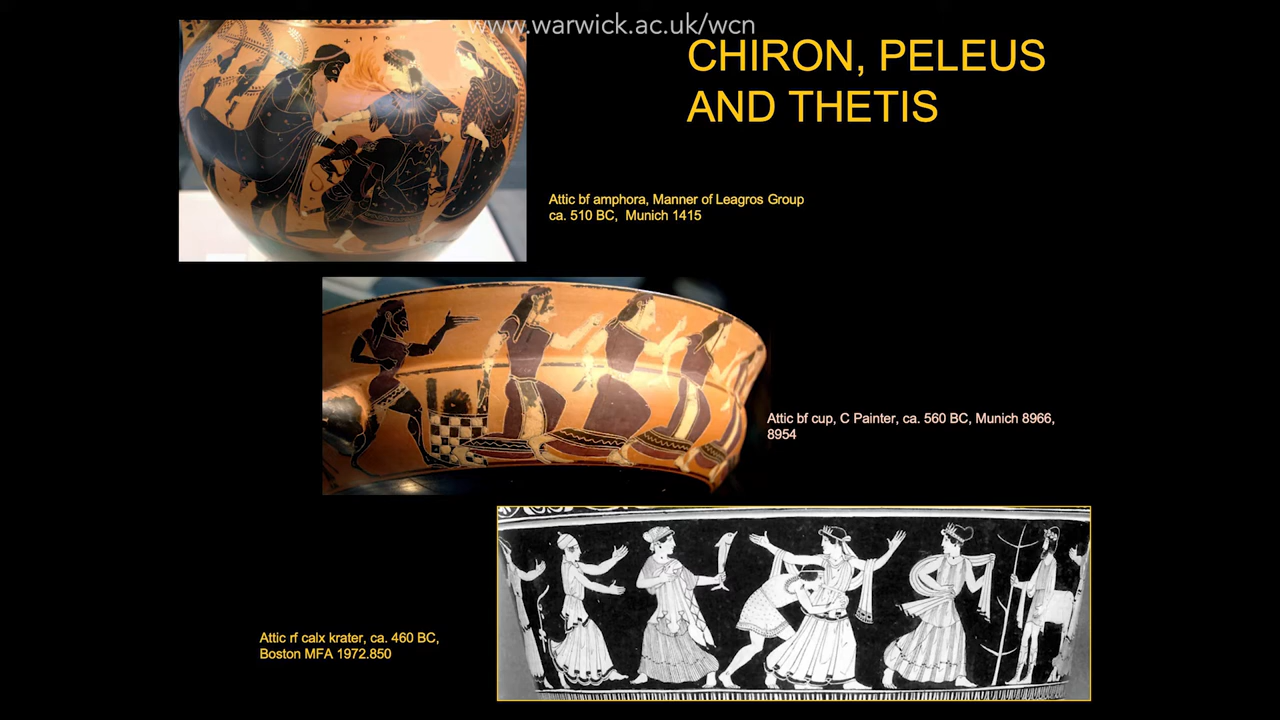 www.warwick.ac.uk/wcn
CHIRON, PELEUS
AND THETIS
Attic bf amphora, Manner of Leagros Group
ca. 510 BC, Munich 1415
Attic bf cup, C Painter, ca. 560 BC, Munich 8966,
8954
Attic rf calx krater, ca. 460 BC,
Boston MFA 1972.850